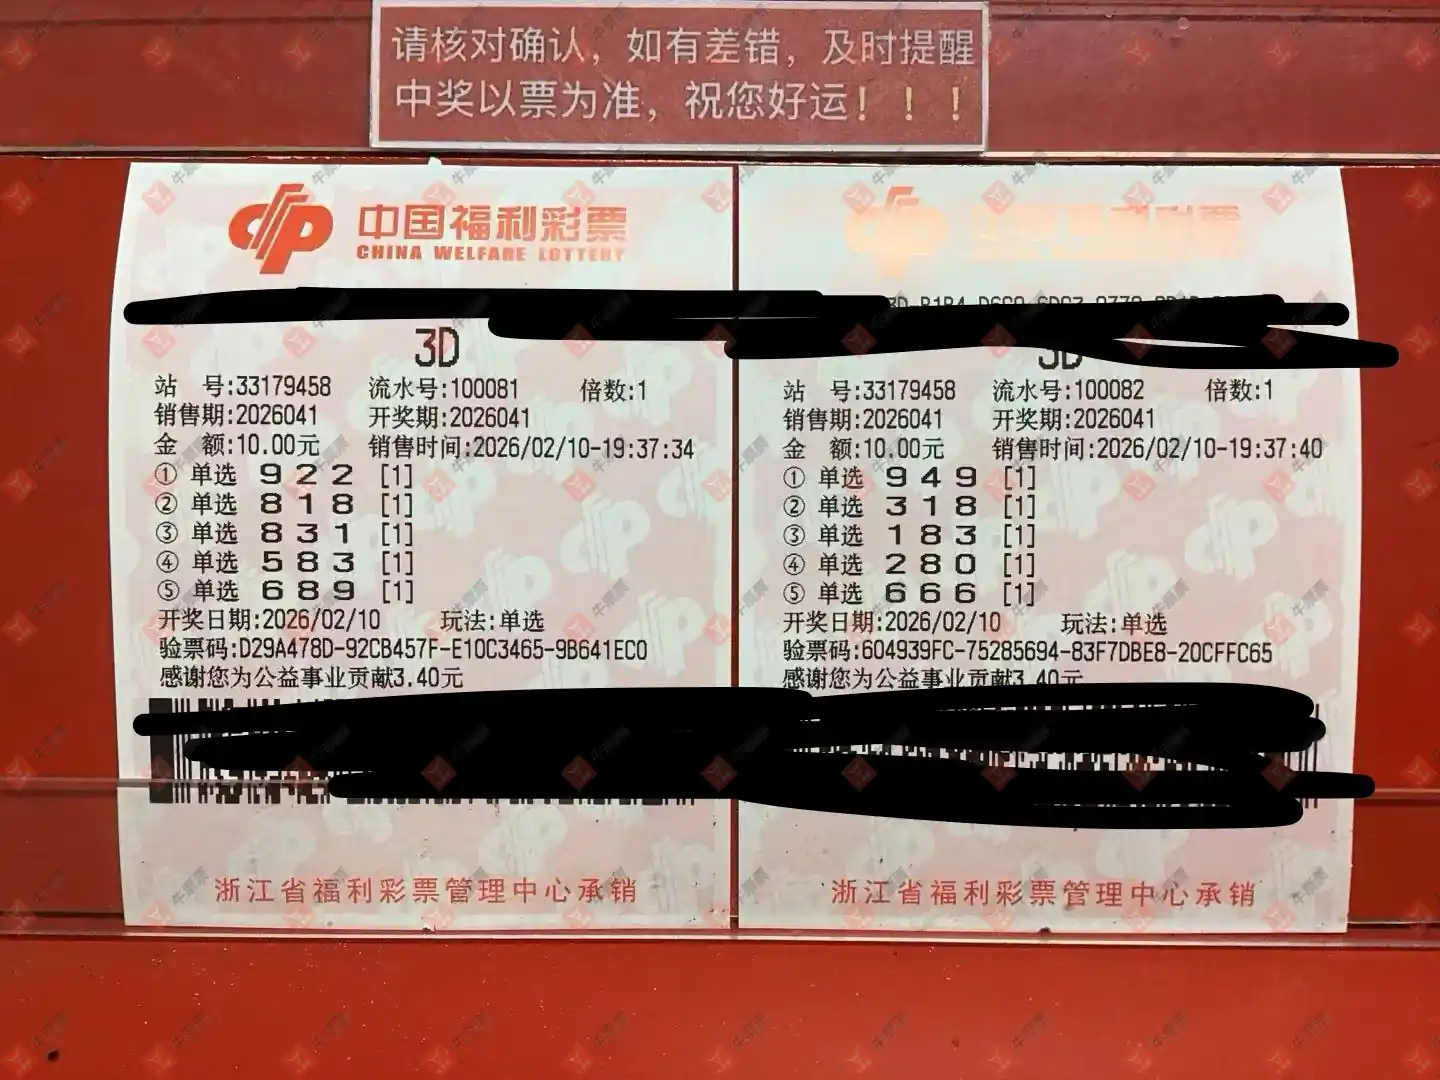 请核对确认，如有差错，及时提醒
中奖以票为准，祝您好运！！！
中国福利彩票
CHINA WELFARE LOTTERY
3D
站 号:33179458 流水号:100081 倍数:1
销售期:2026041 开奖期:2026041
金 额:10.00元 销售时间:2026/02/10-19:37:34
① 单选 9 2 2 [1]
② 单选 8 1 8 [1]
③ 单选 8 3 1 [1]
④ 单选 5 8 3 [1]
⑤ 单选 6 8 9 [1]
开奖日期:2026/02/10 玩法:单选
验票码:D29A478D-92CB457F-E10C3465-9B641EC0
感谢您为公益事业贡献3.40元
浙江省福利彩票管理中心承销
中国福利彩票
3D
站 号:33179458 流水号:100082 倍数:1
销售期:2026041 开奖期:2026041
金 额:10.00元 销售时间:2026/02/10-19:37:40
① 单选 9 4 9 [1]
② 单选 3 1 8 [1]
③ 单选 1 8 3 [1]
④ 单选 2 8 0 [1]
⑤ 单选 6 6 6 [1]
开奖日期:2026/02/10 玩法:单选
验票码:604939FC-75285694-83F7DBE8-20CFFC65
感谢您为公益事业贡献3.40元
浙江省福利彩票管理中心承销